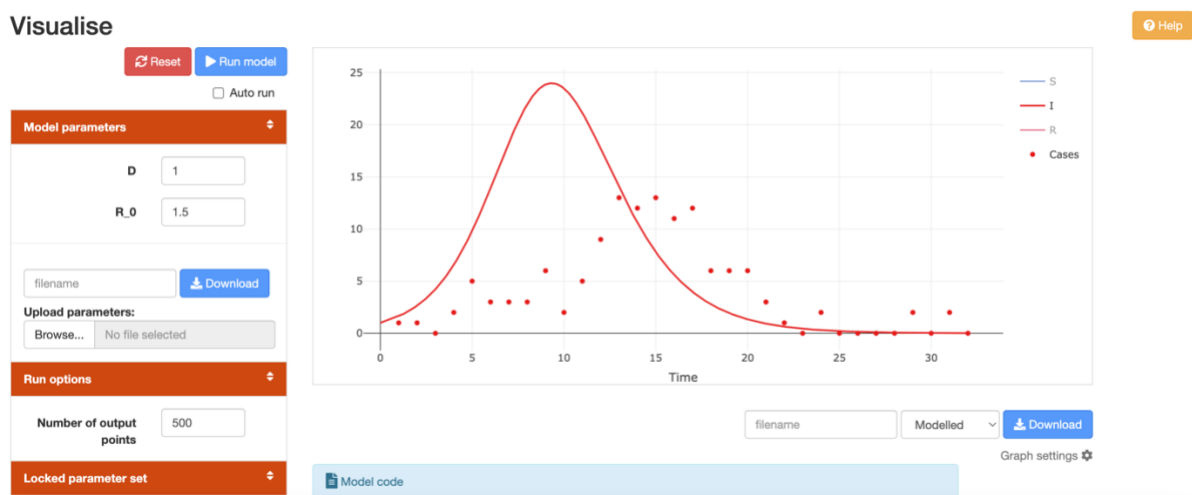 Visualise
Help
Reset
Run model
Auto run
Model parameters
D
1
R_0
1.5
filename
Download
Upload parameters:
Browse...
No file selected
Run options
Number of output
points
500
Locked parameter set
25
20
15
10
5
0
0
5
10
15
20
25
30
Time
S
I
R
Cases
filename
Modelled
Download
Graph settings
Model code